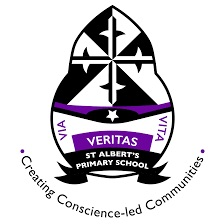 VIA
VERITAS
VITA
ST ALBERT'S
PRIMARY SCHOOL
• Creating Conscience-led Communities •